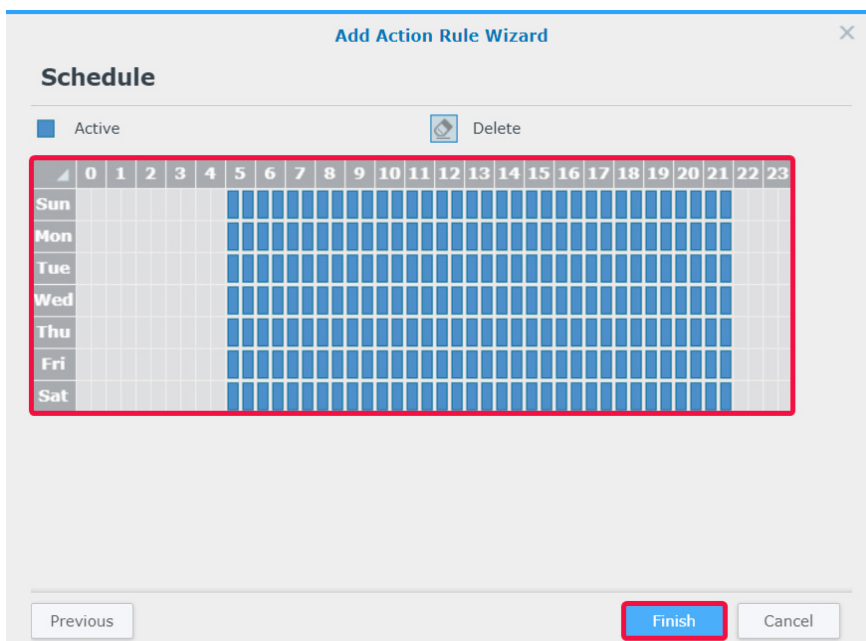 Add Action Rule Wizard
Schedule
Active Delete
0 1 2 3 4 5 6 7 8 9 10 11 12 13 14 15 16 17 18 19 20 21 22 23
Sun
Mon
Tue
Wed
Thu
Fri
Sat
Previous Finish Cancel